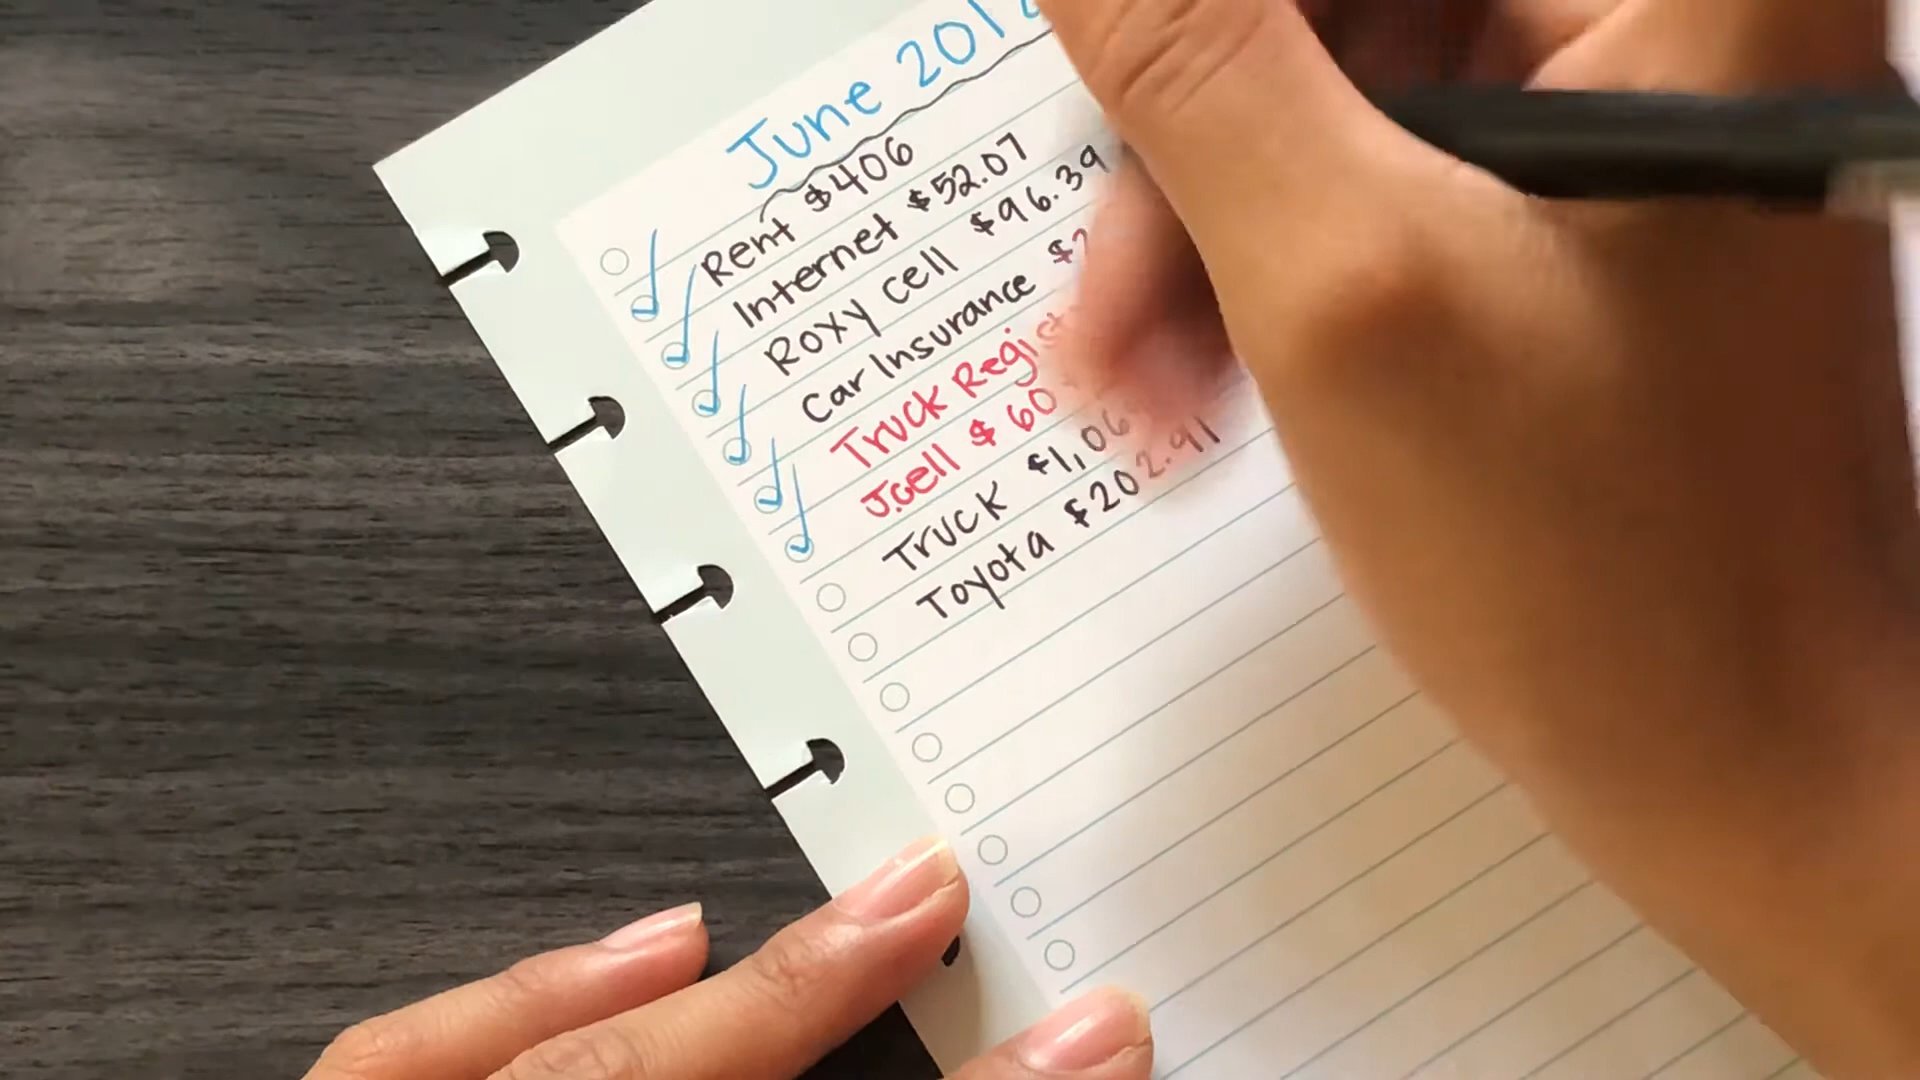 June 201
Rent $406
Internet $52.07
Roxy cell $96.39
Car Insurance
Truck
J.cell $60
Truck
Toyota $202.91